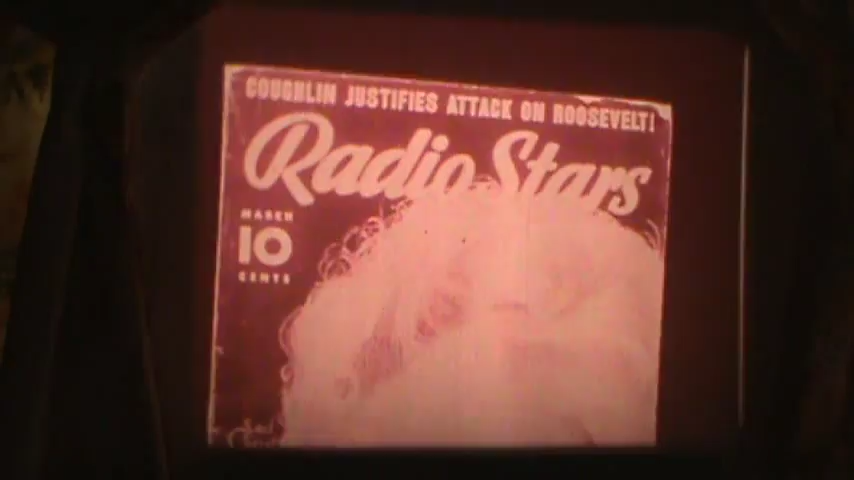 COUGHLIN JUSTIFIES ATTACK ON ROOSEVELT!
Radio Stars
MARCH
10
CENTS